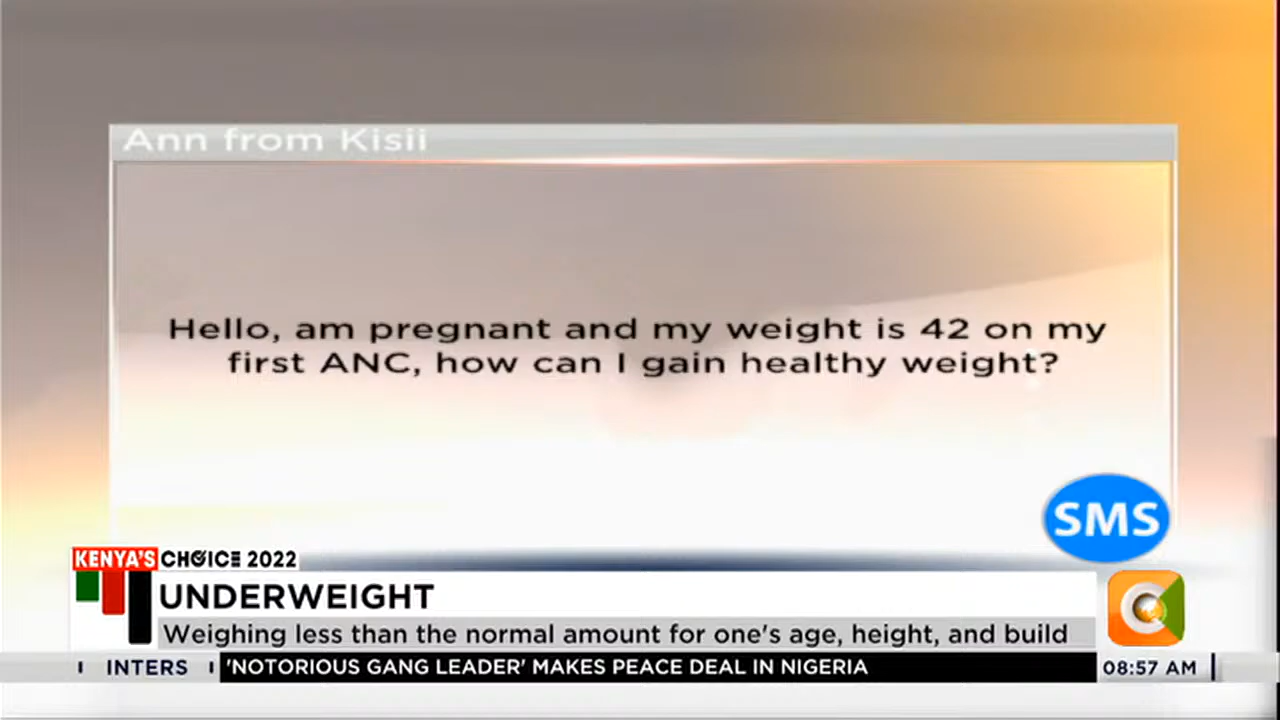 Ann from Kisii
Hello, am pregnant and my weight is 42 on my
first ANC, how can I gain healthy weight?
SMS
KENYA'S CHOICE 2022
UNDERWEIGHT
Weighing less than the normal amount for one's age, height, and build
INTERS 'NOTORIOUS GANG LEADER' MAKES PEACE DEAL IN NIGERIA 08:57 AM